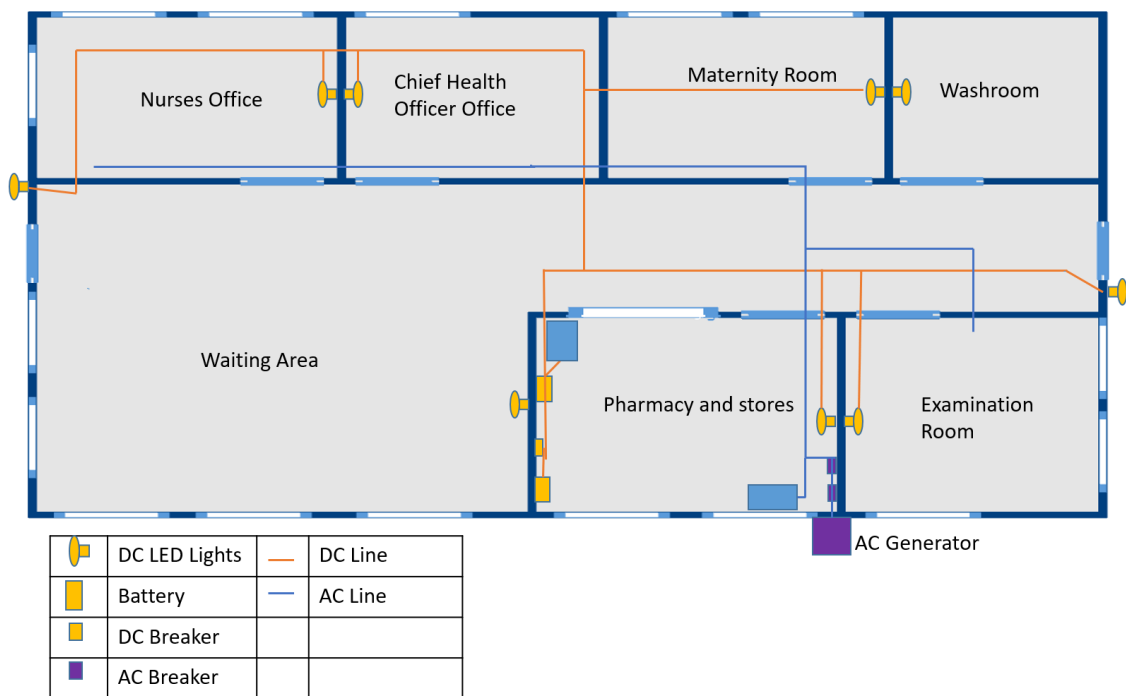 Nurses Office
Chief Health
Officer Office
Maternity Room
Washroom
Waiting Area
Pharmacy and stores
Examination
Room
AC Generator
DC LED Lights
DC Line
Battery
AC Line
DC Breaker
AC Breaker